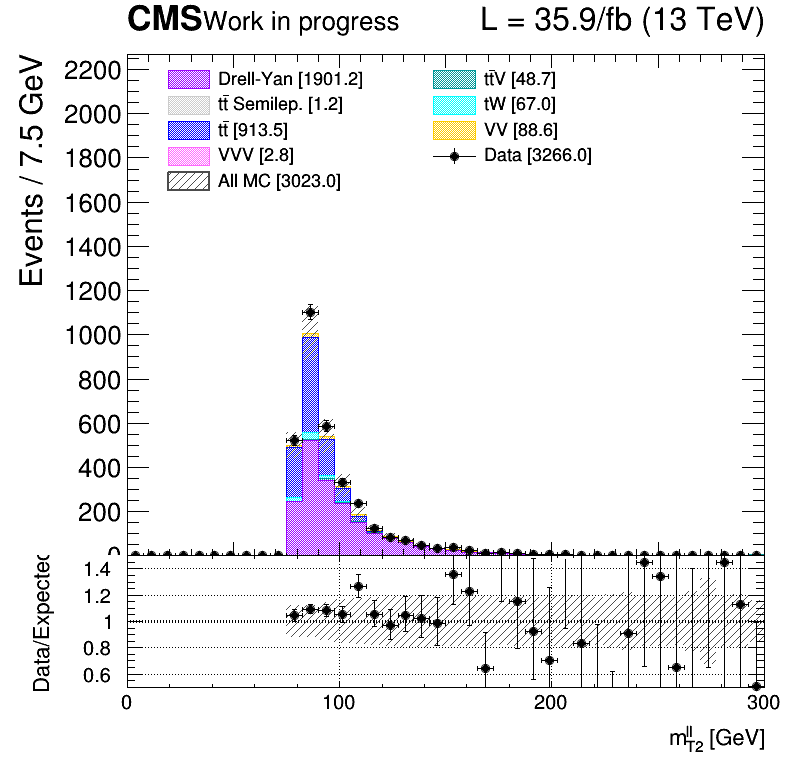 CMS Work in progress L = 35.9/fb (13 TeV)
Events / 7.5 GeV
2200
2000
1800
1600
1400
1200
1000
800
600
400
200
0
Drell-Yan [1901.2]
tt̄ Semilep. [1.2]
tt̄ [913.5]
VVV [2.8]
All MC [3023.0]
tt̄V [48.7]
tW [67.0]
VV [88.6]
Data [3266.0]
Data/Expected
1.4
1.2
1
0.8
0.6
0 100 200 300
m_{T2}^{ll} [GeV]